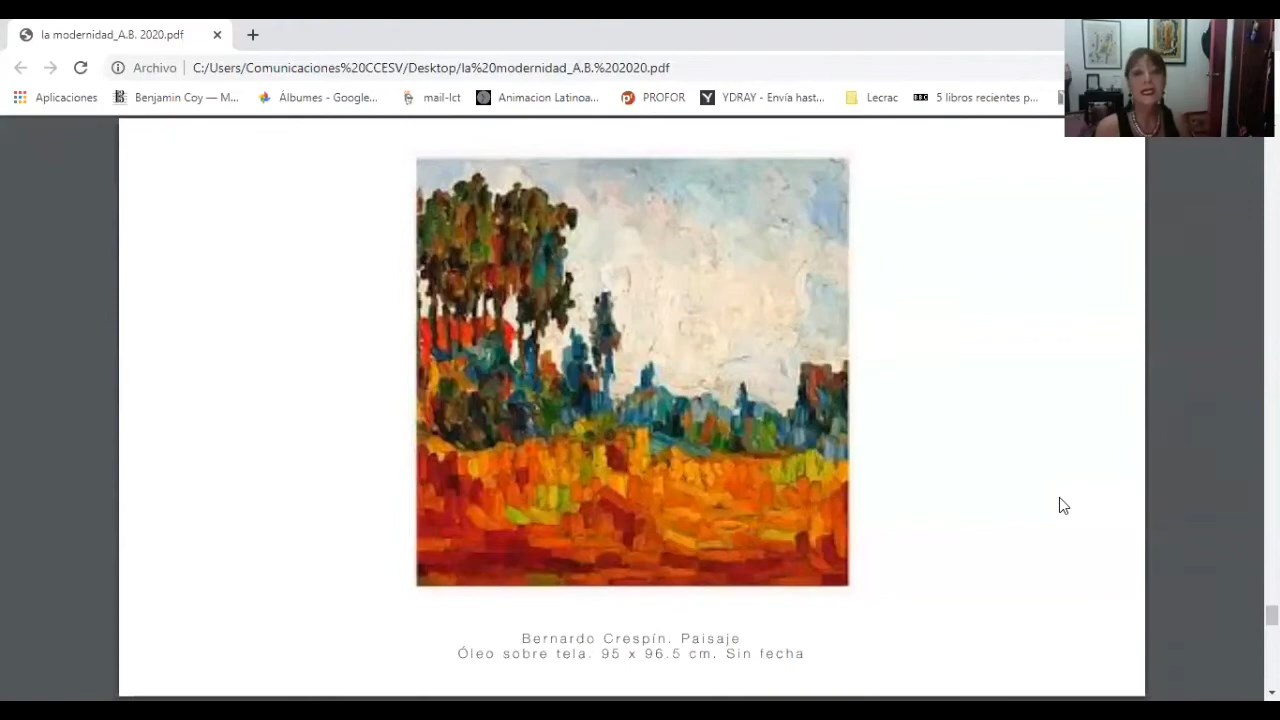 la modernidad_A.B. 2020.pdf
Archivo
C:/Users/Comunicaciones%20CCESV/Desktop/la%20modernidad_A.B.%202020.pdf
Aplicaciones
Benjamin Coy — M...
Álbumes - Google...
mail-lct
Animacion Latinoa...
PROFOR
YDRAY - Envía hast...
Lecrac
BBC
5 libros recientes p...
Bernardo Crespín. Paisaje
Óleo sobre tela. 95 x 96.5 cm. Sin fecha